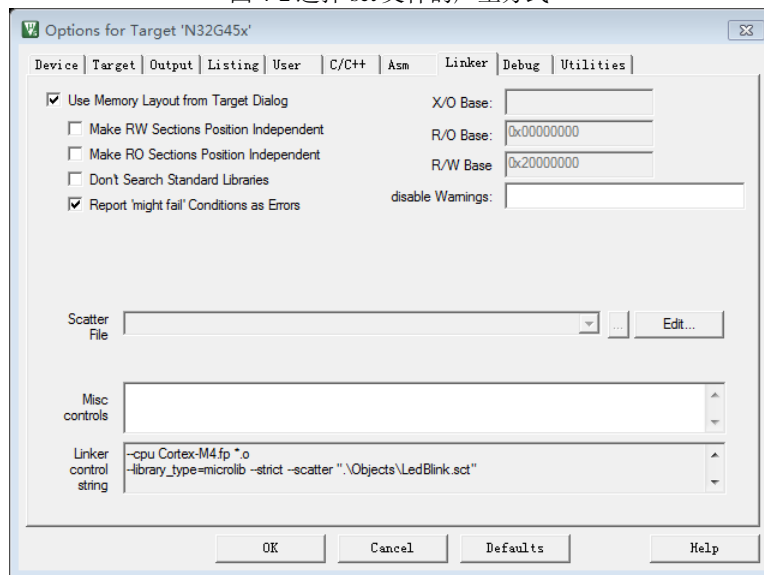 Options for Target 'N32G45x'
Device | Target | Output | Listing | User | C/C++ | Asm | Linker | Debug | Utilities
Use Memory Layout from Target Dialog
X/O Base:
Make RW Sections Position Independent
R/O Base: 0x00000000
Make RO Sections Position Independent
R/W Base 0x20000000
Don't Search Standard Libraries
disable Warnings:
Report 'might fail' Conditions as Errors
Scatter File
... Edit...
Misc controls
Linker control string
--cpu Cortex-M4.fp *.o
--library_type=microlib --strict --scatter ".\Objects\LedBlink.sct"
OK Cancel Defaults Help